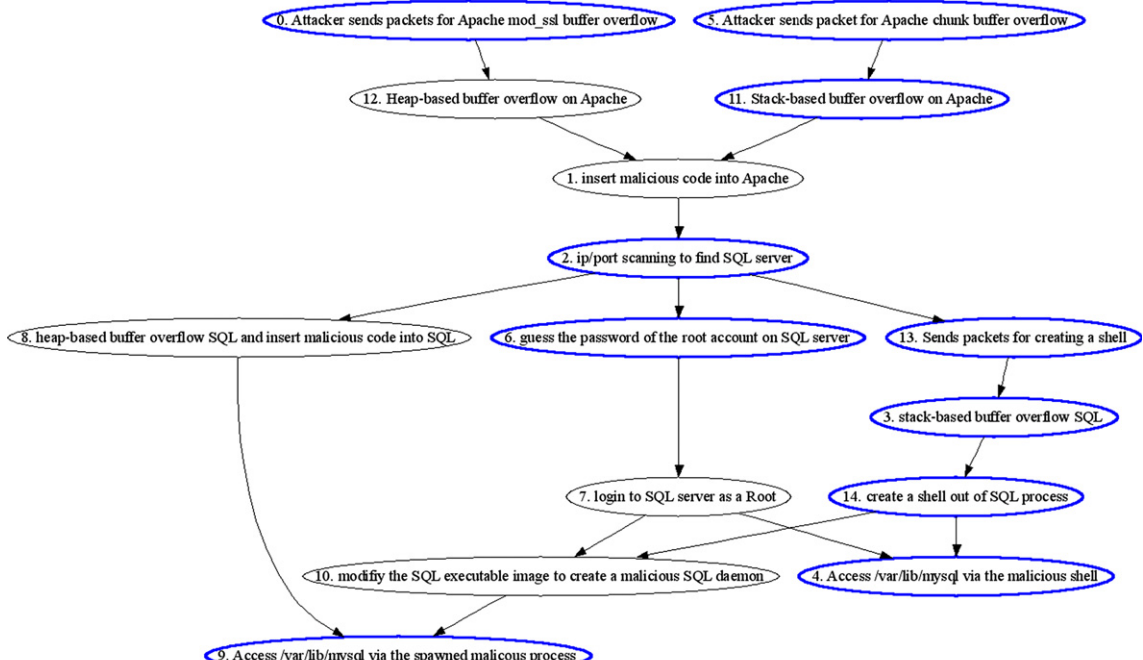 0. Attacker sends packets for Apache mod_ssl buffer overflow
5. Attacker sends packet for Apache chunk buffer overflow
12. Heap-based buffer overflow on Apache
11. Stack-based buffer overflow on Apache
1. insert malicious code into Apache
2. ip/port scanning to find SQL server
8. heap-based buffer overflow SQL and insert malicious code into SQL
6. guess the password of the root account on SQL server
13. Sends packets for creating a shell
3. stack-based buffer overflow SQL
7. login to SQL server as a Root
14. create a shell out of SQL process
10. modifiy the SQL executable image to create a malicious SQL daemon
4. Access /var/lib/mysql via the malicious shell
9. Access /var/lib/mysql via the spawned malicous process